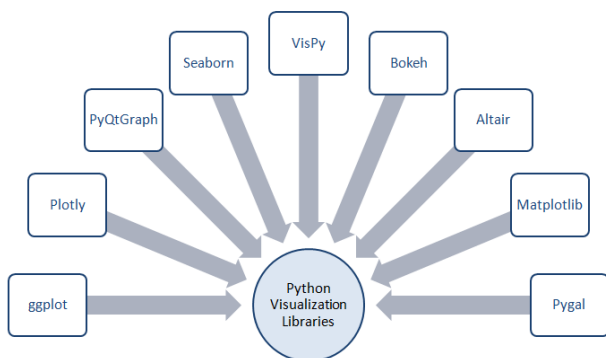 VisPy
Seaborn
Bokeh
PyQtGraph
Altair
Plotly
Matplotlib
ggplot
Python
Visualization
Libraries
Pygal